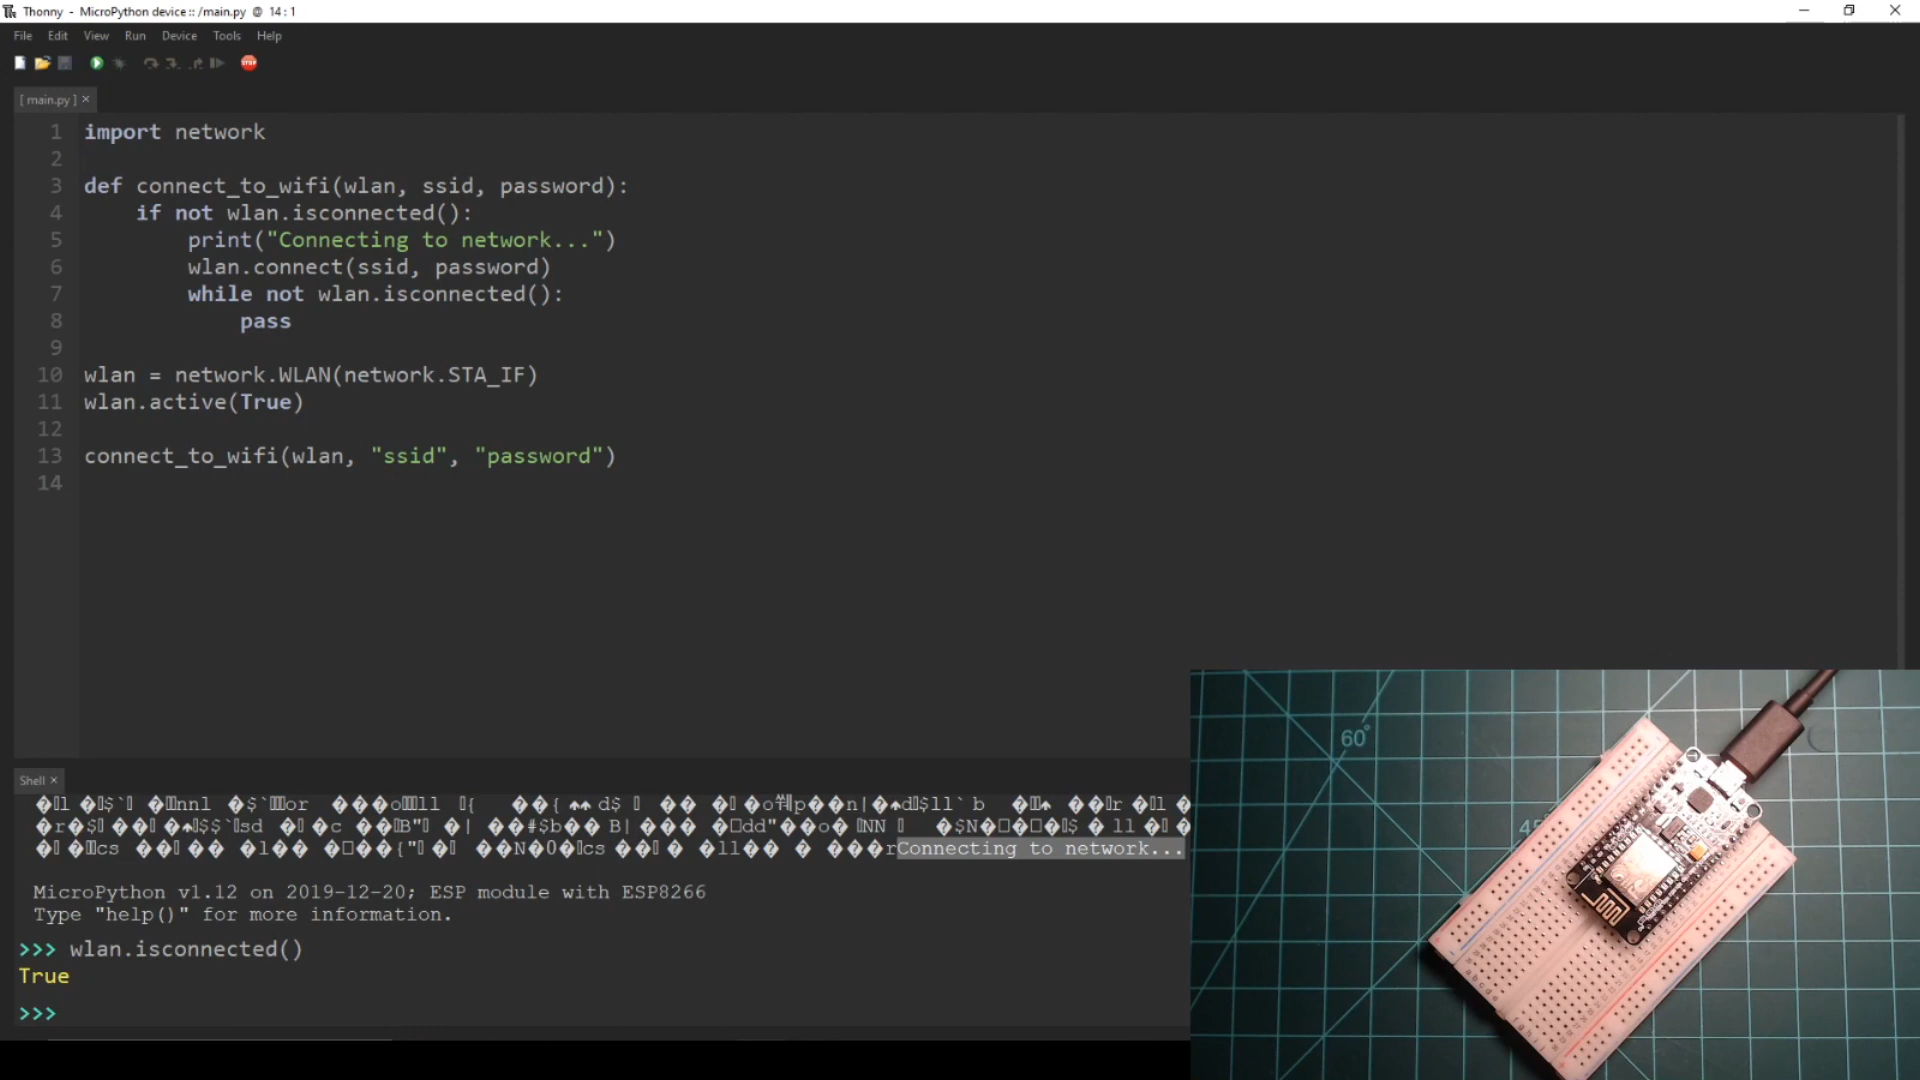 Thonny - MicroPython device :: /main.py @ 14 : 1
File Edit View Run Device Tools Help
STOP
[ main.py ] ×
1 import network
2
3 def connect_to_wifi(wlan, ssid, password):
4 if not wlan.isconnected():
5 print("Connecting to network...")
6 wlan.connect(ssid, password)
7 while not wlan.isconnected():
8 pass
9
10 wlan = network.WLAN(network.STA_IF)
11 wlan.active(True)
12
13 connect_to_wifi(wlan, "ssid", "password")
14
Shell ×
Connecting to network...
MicroPython v1.12 on 2019-12-20; ESP module with ESP8266
Type "help()" for more information.
>>> wlan.isconnected()
True
>>>
60°